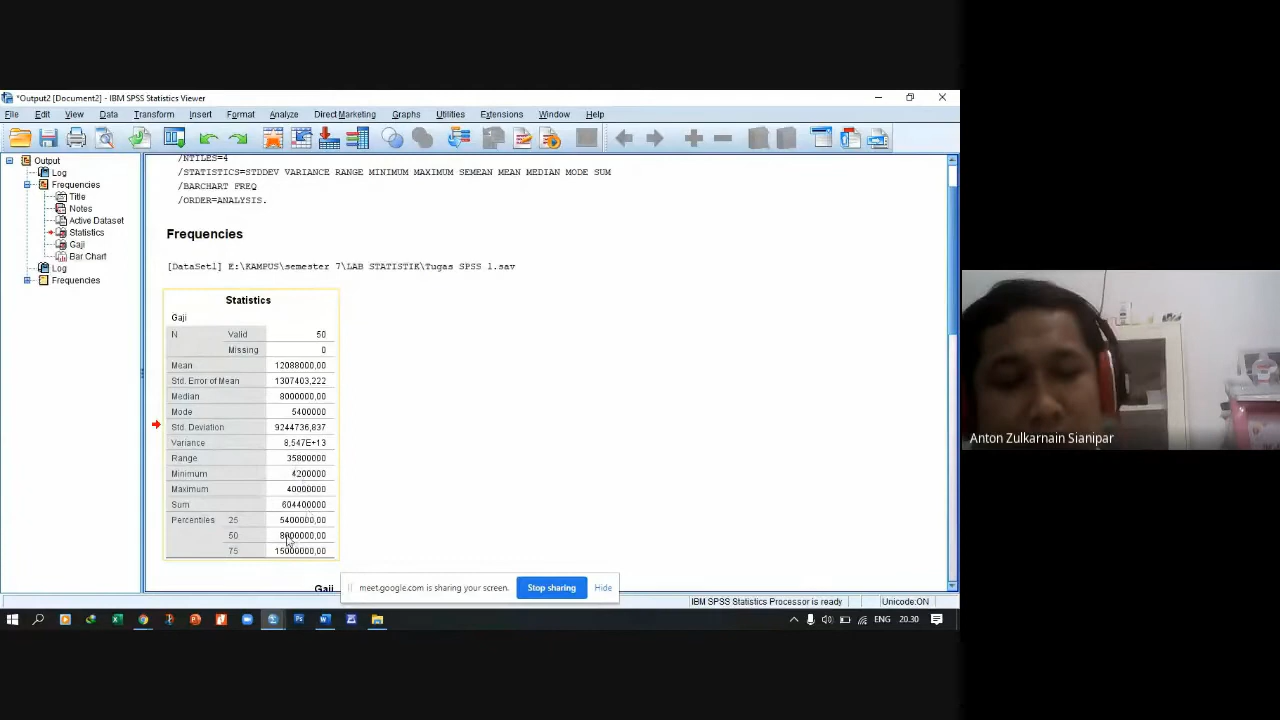 *Output2 [Document2] - IBM SPSS Statistics Viewer
File Edit View Data Transform Insert Format Analyze Direct Marketing Graphs Utilities Extensions Window Help
Output
Log
Frequencies
Title
Notes
Active Dataset
Statistics
Gaji
Bar Chart
Log
Frequencies
/NTILES=4
/STATISTICS=STDDEV VARIANCE RANGE MINIMUM MAXIMUM SEMEAN MEAN MEDIAN MODE SUM
/BARCHART FREQ
/ORDER=ANALYSIS.
Frequencies
[DataSet1] E:\KAMPUS\semester 7\LAB STATISTIK\Tugas SPSS 1.sav
Statistics
Gaji
N Valid 50
Missing 0
Mean 12088000,00
Std. Error of Mean 1307403,222
Median 8000000,00
Mode 5400000
Std. Deviation 9244736,837
Variance 8,547E+13
Range 35800000
Minimum 4200000
Maximum 40000000
Sum 604400000
Percentiles 25 5400000,00
50 8000000,00
75 15000000,00
Gaji
meet.google.com is sharing your screen. Stop sharing Hide
IBM SPSS Statistics Processor is ready Unicode:ON
ENG 20.30
Anton Zulkarnain Sianipar